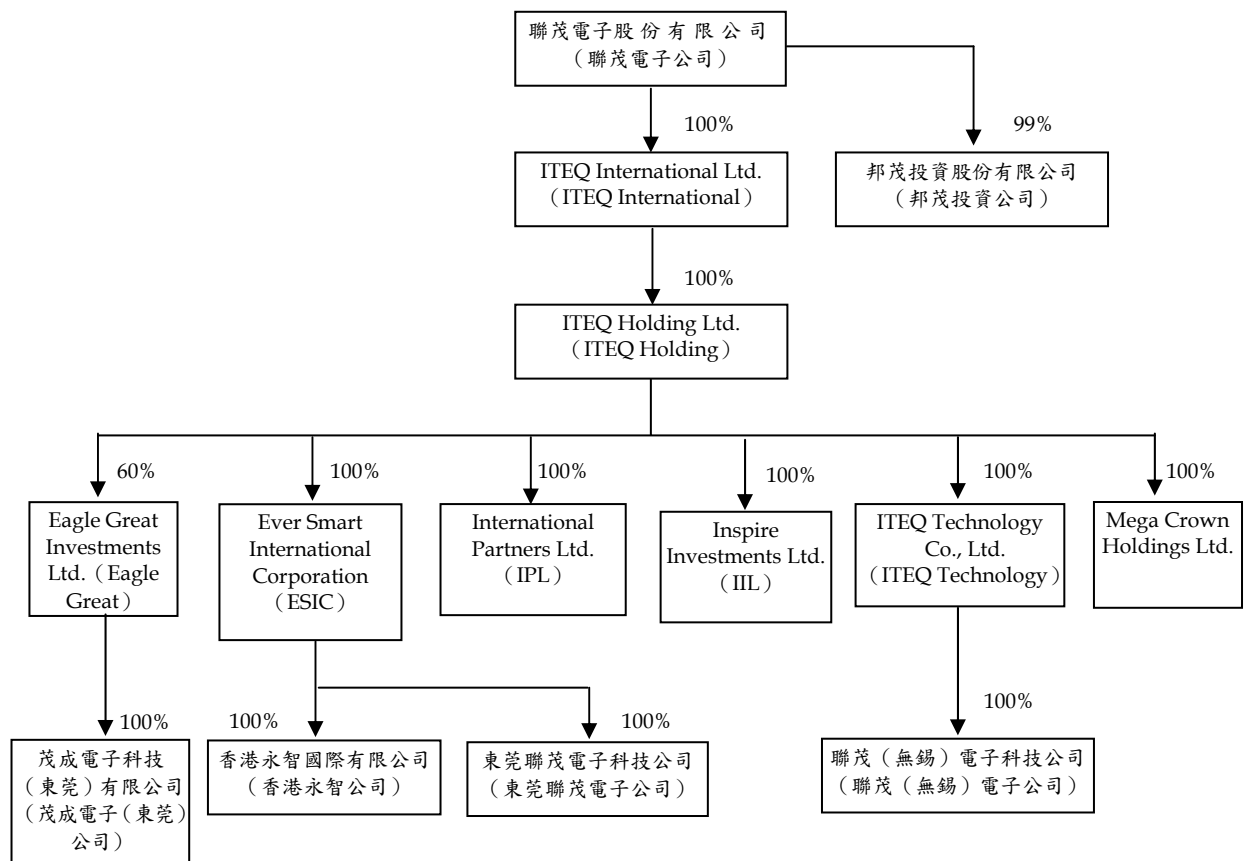 聯茂電子股份有限公司
（聯茂電子公司）
100%
99%
ITEQ International Ltd.
（ITEQ International）
邦茂投資股份有限公司
（邦茂投資公司）
100%
ITEQ Holding Ltd.
（ITEQ Holding）
60%
100%
100%
100%
100%
100%
Eagle Great
Investments
Ltd.（Eagle
Great）
Ever Smart
International
Corporation
（ESIC）
International
Partners Ltd.
（IPL）
Inspire
Investments Ltd.
（IIL）
ITEQ Technology
Co., Ltd.
（ITEQ Technology）
Mega Crown
Holdings Ltd.
100%
100%
100%
100%
茂成電子科技
（東莞）有限公司
（茂成電子（東莞）
公司）
香港永智國際有限公司
（香港永智公司）
東莞聯茂電子科技公司
（東莞聯茂電子公司）
聯茂（無錫）電子科技公司
（聯茂（無錫）電子公司）